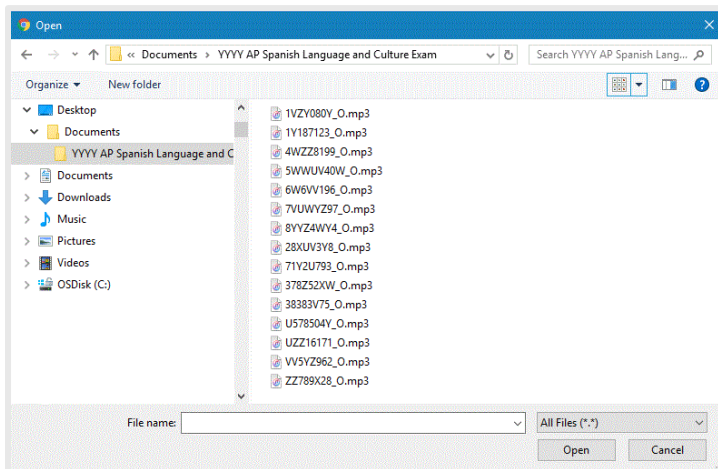 Open
« Documents › YYYY AP Spanish Language and Culture Exam
Search YYYY AP Spanish Lang...
Organize
New folder
Desktop
Documents
YYYY AP Spanish Language and C
Documents
Downloads
Music
Pictures
Videos
OSDisk (C:)
1VZY080Y_O.mp3
1Y187123_O.mp3
4WZZ8199_O.mp3
5WWUV40W_O.mp3
6W6VV196_O.mp3
7VUWYZ97_O.mp3
8YYZ4WY4_O.mp3
28XUV3Y8_O.mp3
71Y2U793_O.mp3
378Z52XW_O.mp3
38383V75_O.mp3
U578504Y_O.mp3
UZZ16171_O.mp3
VV5YZ962_O.mp3
ZZ789X28_O.mp3
File name:
All Files (*.*)
Open
Cancel